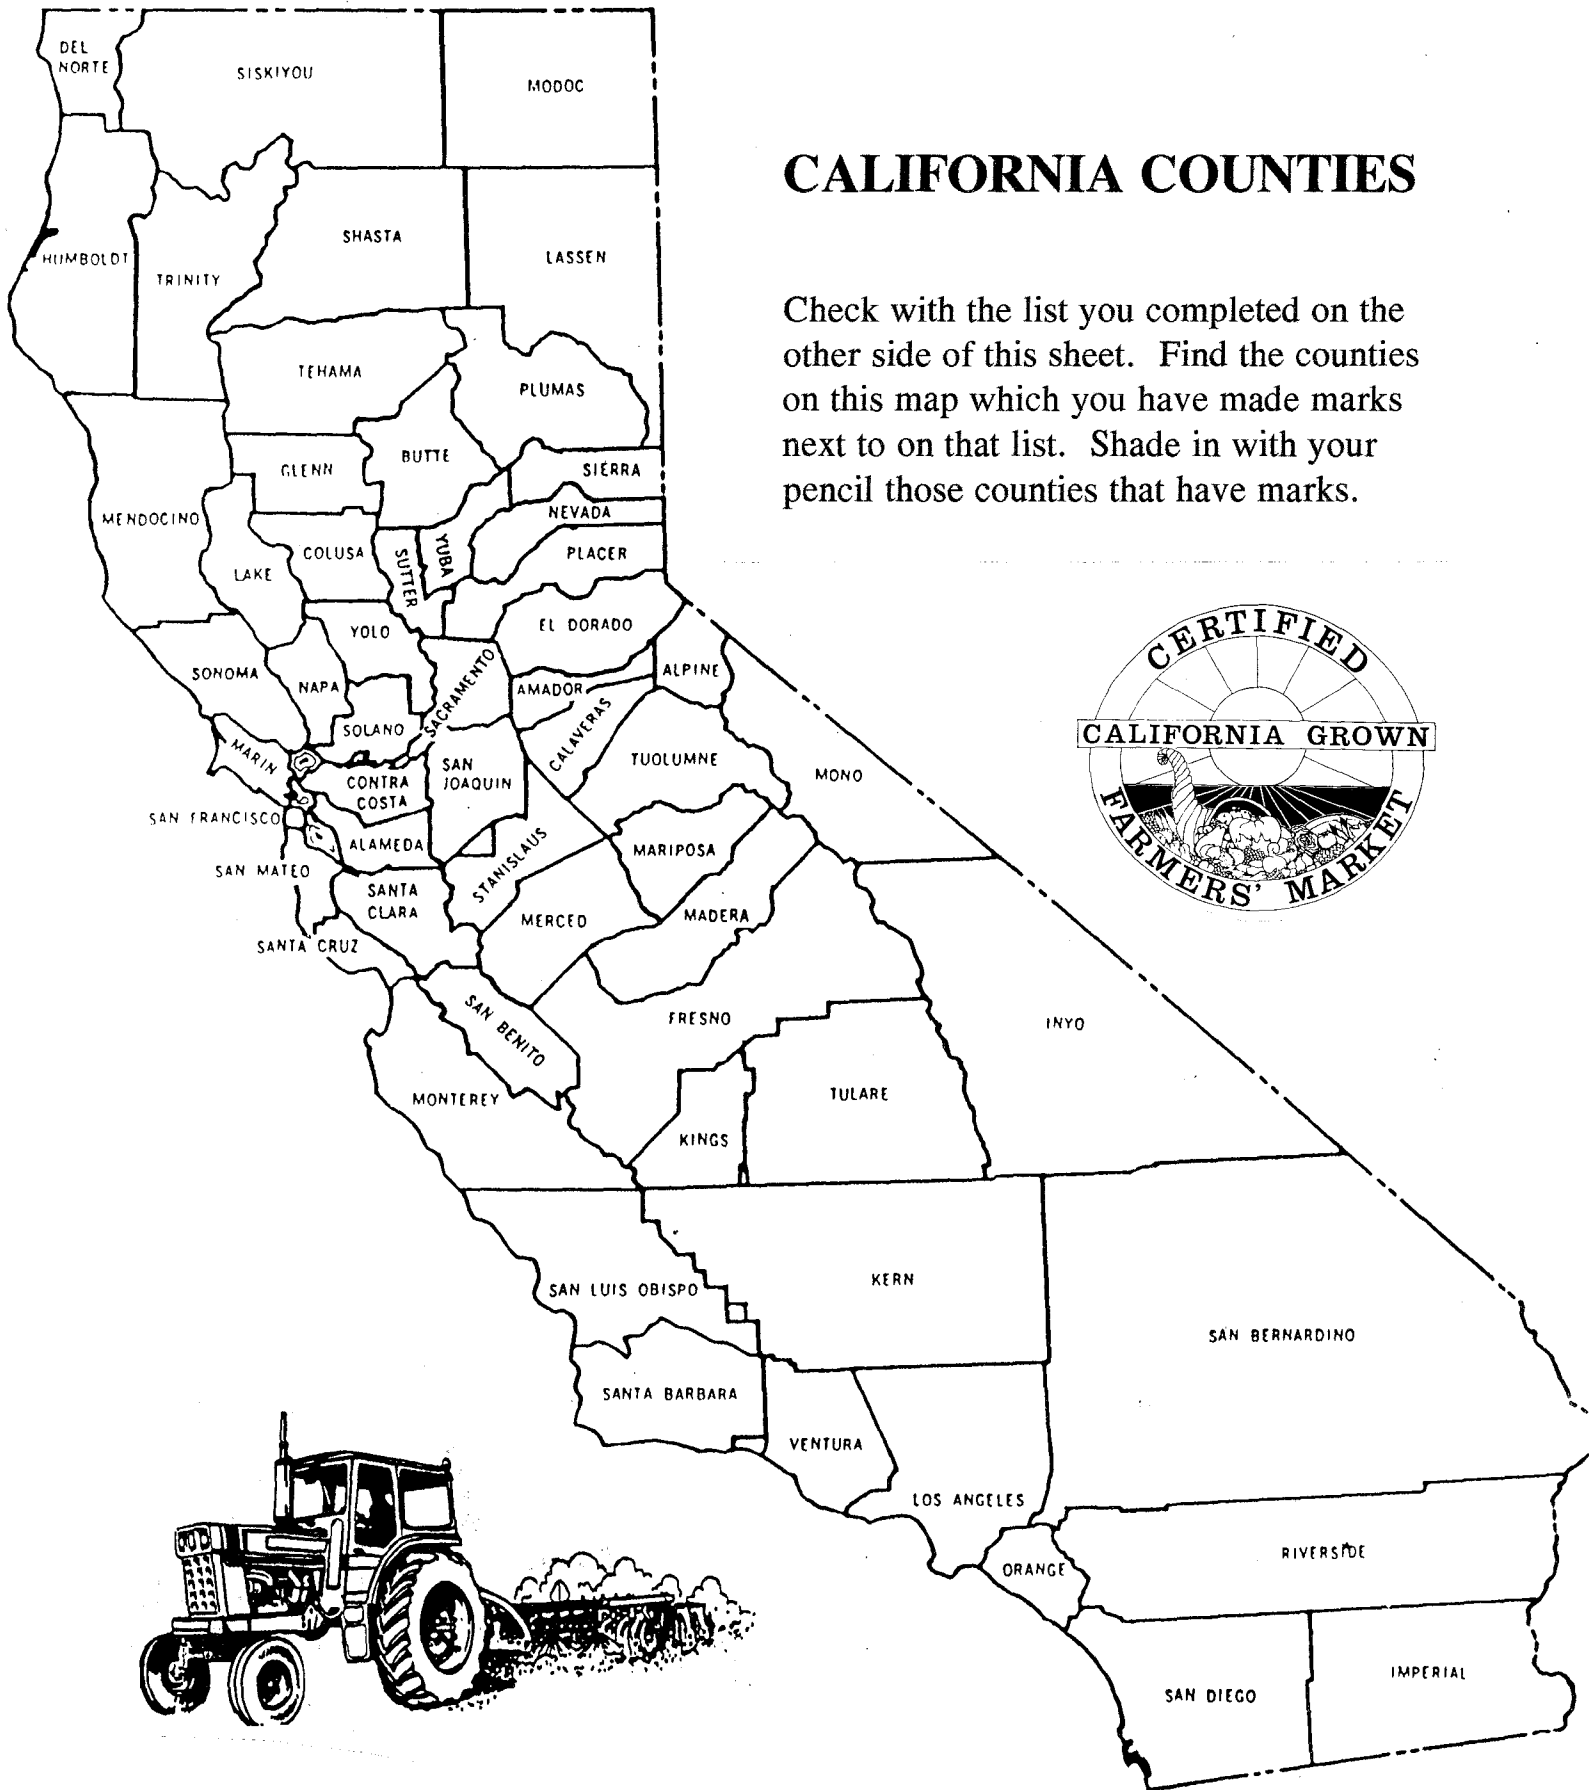 DEL
NORTE
SISKIYOU
MODOC
CALIFORNIA COUNTIES
HUMBOLDT
TRINITY
SHASTA
LASSEN
Check with the list you completed on the
other side of this sheet. Find the counties
on this map which you have made marks
next to on that list. Shade in with your
pencil those counties that have marks.
TEHAMA
PLUMAS
GLENN
BUTTE
SIERRA
MENDOCINO
NEVADA
COLUSA
SUTTER
YUBA
PLACER
LAKE
YOLO
EL DORADO
SONOMA
NAPA
SACRAMENTO
AMADOR
ALPINE
SOLANO
CALAVERAS
MARIN
CONTRA
COSTA
SAN
JOAQUIN
TUOLUMNE
MONO
CERTIFIED
CALIFORNIA GROWN
FARMERS' MARKET
SAN FRANCISCO
ALAMEDA
STANISLAUS
MARIPOSA
SAN MATEO
SANTA
CLARA
MERCED
MADERA
SANTA CRUZ
SAN BENITO
FRESNO
INYO
MONTEREY
TULARE
KINGS
SAN LUIS OBISPO
KERN
SAN BERNARDINO
SANTA BARBARA
VENTURA
LOS ANGELES
ORANGE
RIVERSIDE
SAN DIEGO
IMPERIAL